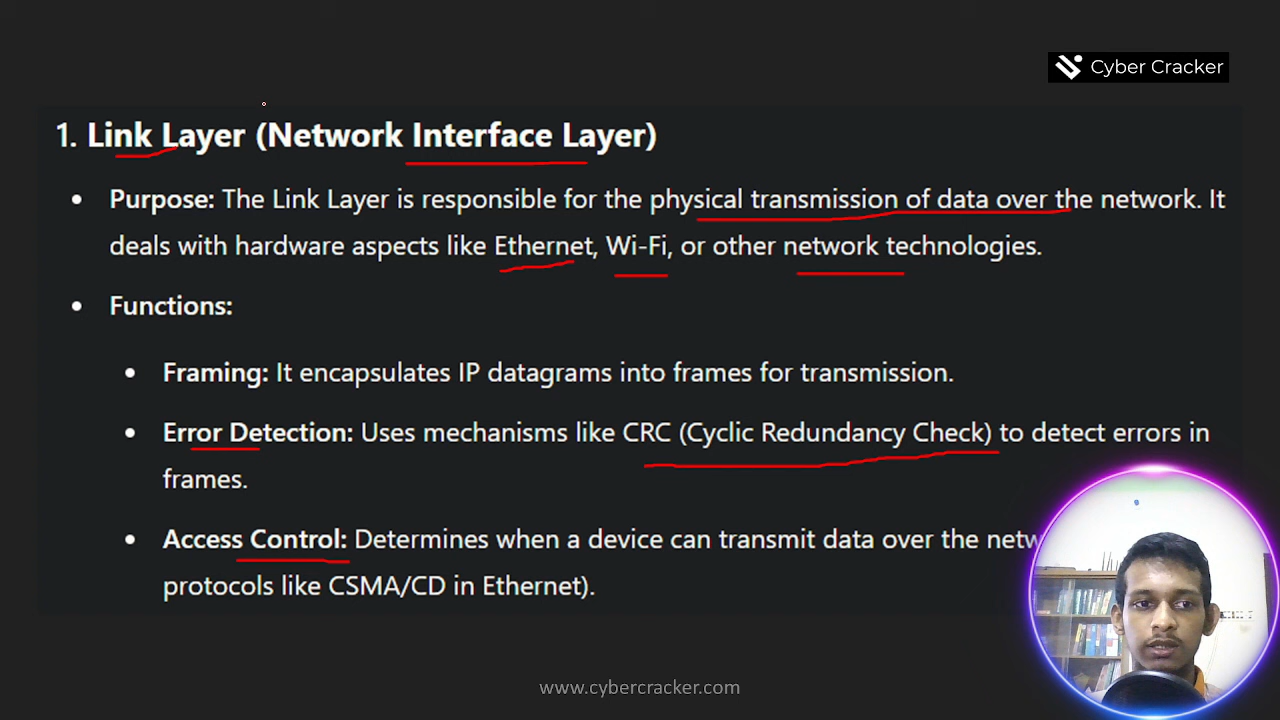 Cyber Cracker
1. Link Layer (Network Interface Layer)
• Purpose: The Link Layer is responsible for the physical transmission of data over the network. It
deals with hardware aspects like Ethernet, Wi-Fi, or other network technologies.
• Functions:
• Framing: It encapsulates IP datagrams into frames for transmission.
• Error Detection: Uses mechanisms like CRC (Cyclic Redundancy Check) to detect errors in
frames.
• Access Control: Determines when a device can transmit data over the netw
protocols like CSMA/CD in Ethernet).
www.cybercracker.com